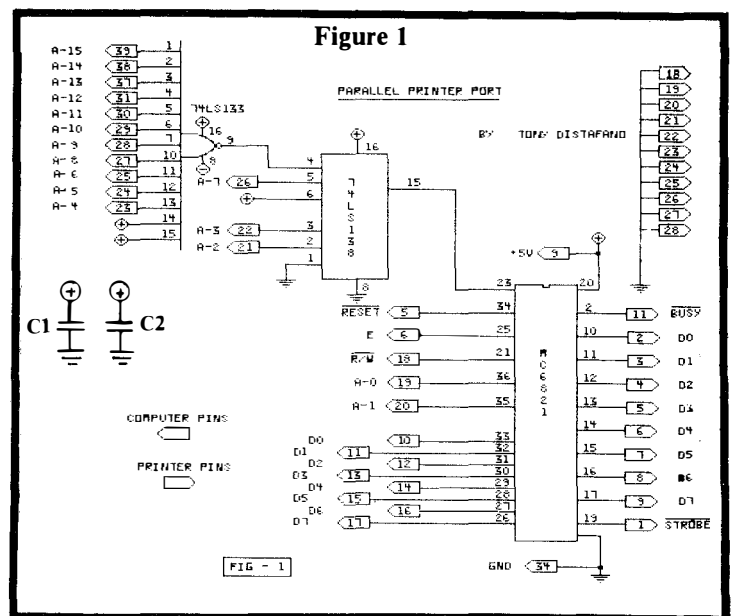 Figure 1
PARALLEL PRINTER PORT
BY TONY DISTAFANO
A-15 39 1
A-14 38 2
A-13 37 3
A-12 31 4
A-11 30 5
A-10 29 6
A-9 28 7
A-8 27 10
A-6 25 11
A-5 24 12
A-4 23 13
14
15
74LS133
16
9
8
4
A-7 26 5
6
A-3 22 3
A-2 21 2
1
74LS138
16
15
8
18
19
20
21
22
23
24
25
26
27
28
+5V 9
C1
C2
COMPUTER PINS
PRINTER PINS
23
20
RESET 5 34
E 6 25
R/W 18 21
A-0 19 36
A-1 20 35
D0 10 33
D1 11 32
D2 12 31
D3 13 30
D4 14 29
D5 15 28
D6 16 27
D7 17 26
MC6821
2 11 BUSY
10 2 D0
11 3 D1
12 4 D2
13 5 D3
14 6 D4
15 7 D5
16 8
17 9 D7
19 1 STROBE
GND 34
FIG - 1